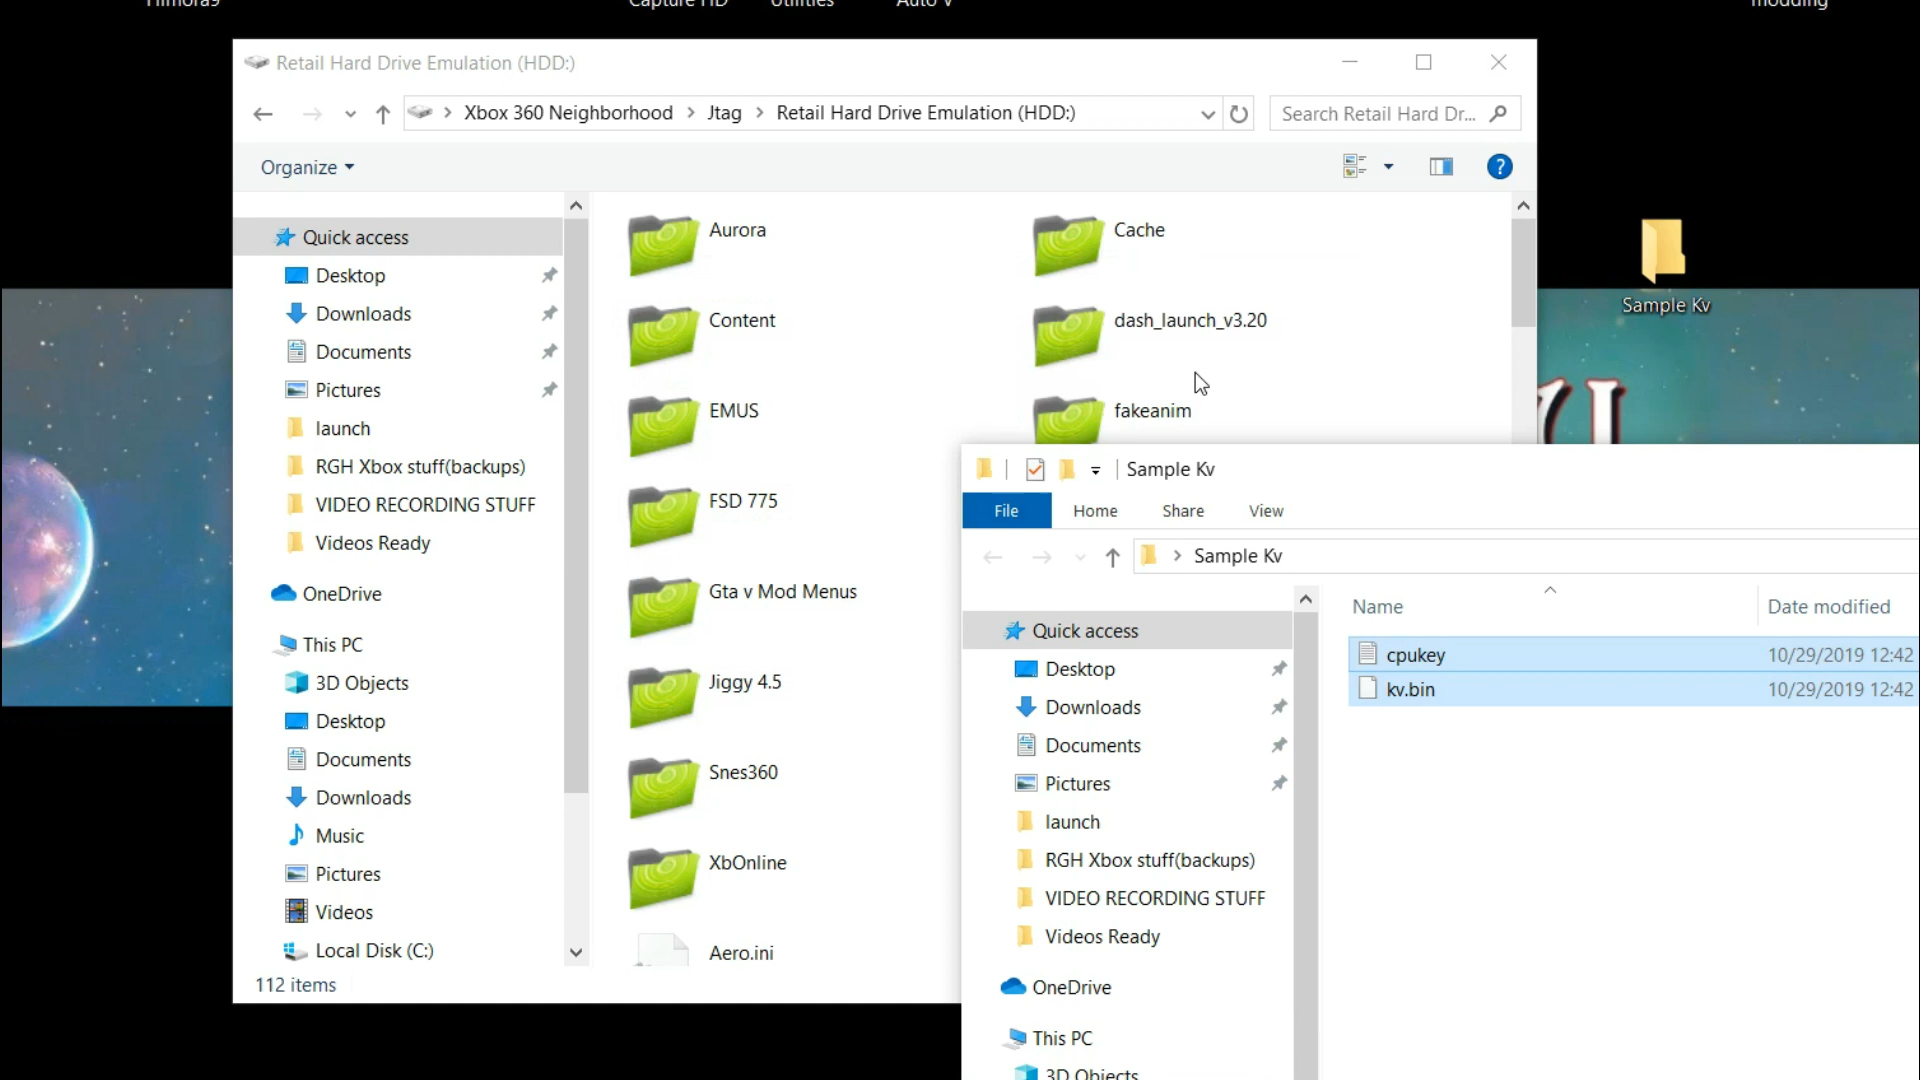 Filmora9
Capture HD
Utilities
Auto V
modding
Retail Hard Drive Emulation (HDD:)
Xbox 360 Neighborhood > Jtag > Retail Hard Drive Emulation (HDD:)
Search Retail Hard Dr...
Organize
Quick access
Desktop
Downloads
Documents
Pictures
launch
RGH Xbox stuff(backups)
VIDEO RECORDING STUFF
Videos Ready
OneDrive
This PC
3D Objects
Desktop
Documents
Downloads
Music
Pictures
Videos
Local Disk (C:)
112 items
Aurora
Cache
Content
dash_launch_v3.20
EMUS
fakeanim
FSD 775
Gta v Mod Menus
Jiggy 4.5
Snes360
XbOnline
Aero.ini
Sample Kv
Sample Kv
File
Home
Share
View
> Sample Kv
Name
Date modified
cpukey
10/29/2019 12:42
kv.bin
10/29/2019 12:42
Quick access
Desktop
Downloads
Documents
Pictures
launch
RGH Xbox stuff(backups)
VIDEO RECORDING STUFF
Videos Ready
OneDrive
This PC
3D Objects